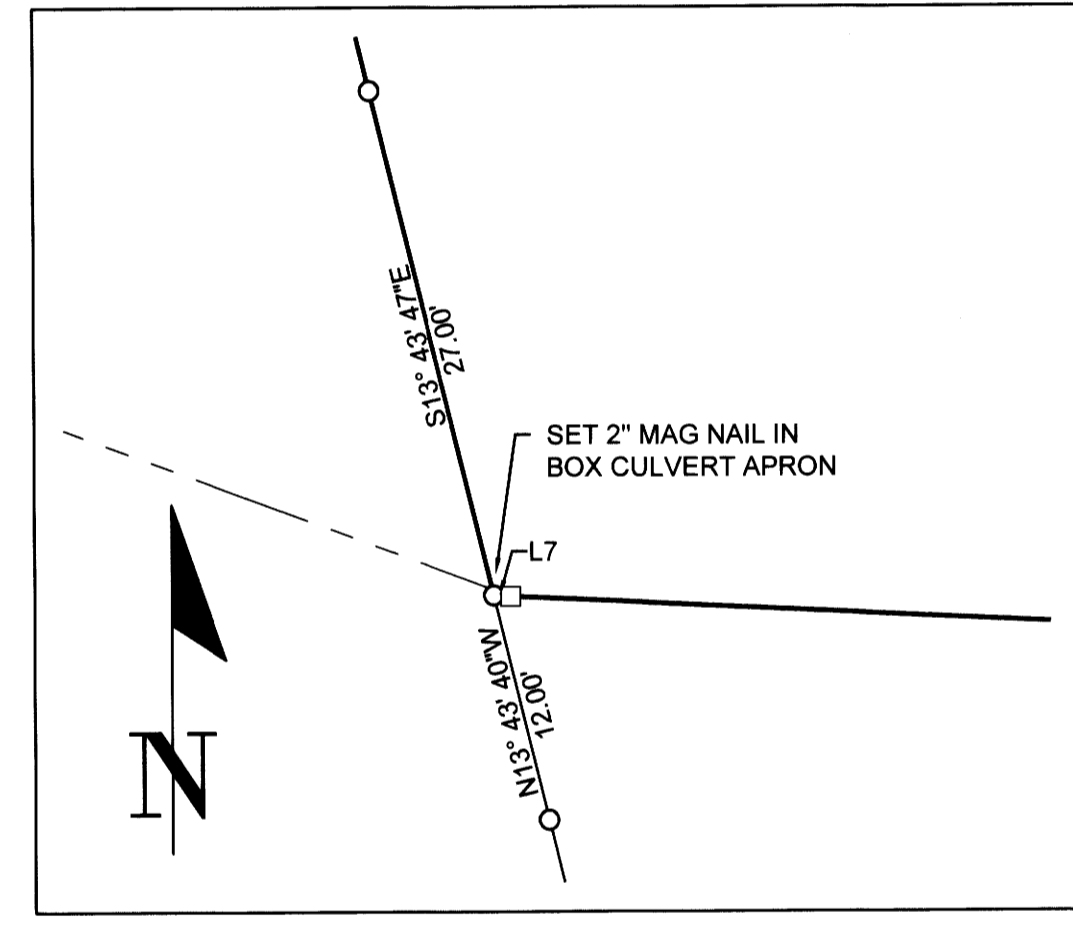 S13° 43' 47"E
27.00'
SET 2" MAG NAIL IN
BOX CULVERT APRON
L7
N13° 43' 40"W
12.00'
N